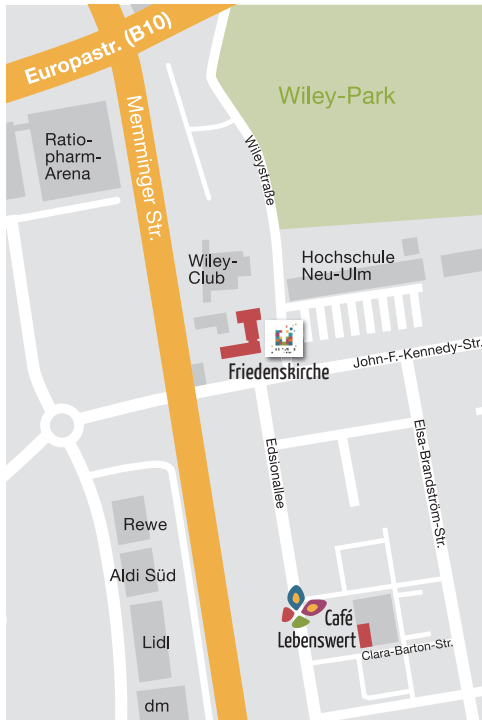 Europastr. (B10)
Memminger Str.
Wiley-Park
Ratio-
pharm-
Arena
Wileystraße
Wiley-
Club
Hochschule
Neu-Ulm
John-F.-Kennedy-Str.
Friedenskirche
Edsionallee
Elsa-Brandström-Str.
Rewe
Aldi Süd
Café
Lebenswert
Lidl
Clara-Barton-Str.
dm